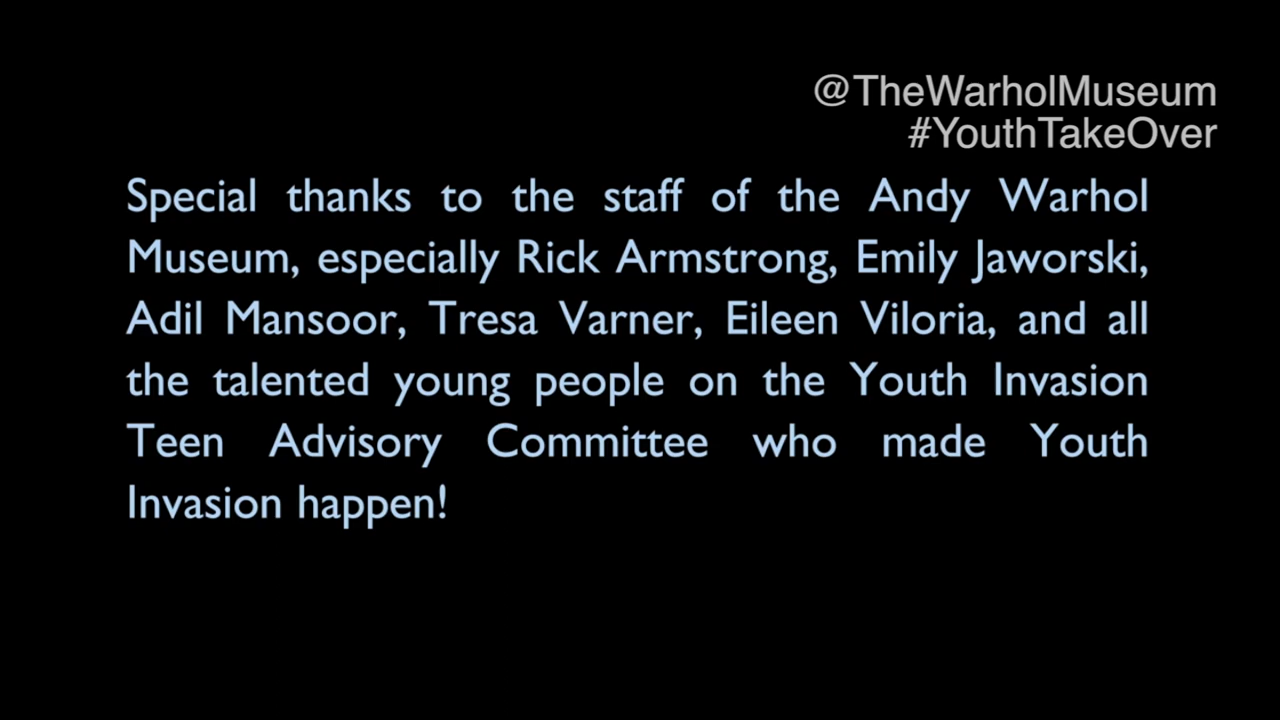 @TheWarholMuseum
#YouthTakeOver
Special thanks to the staff of the Andy Warhol
Museum, especially Rick Armstrong, Emily Jaworski,
Adil Mansoor, Tresa Varner, Eileen Viloria, and all
the talented young people on the Youth Invasion
Teen Advisory Committee who made Youth
Invasion happen!